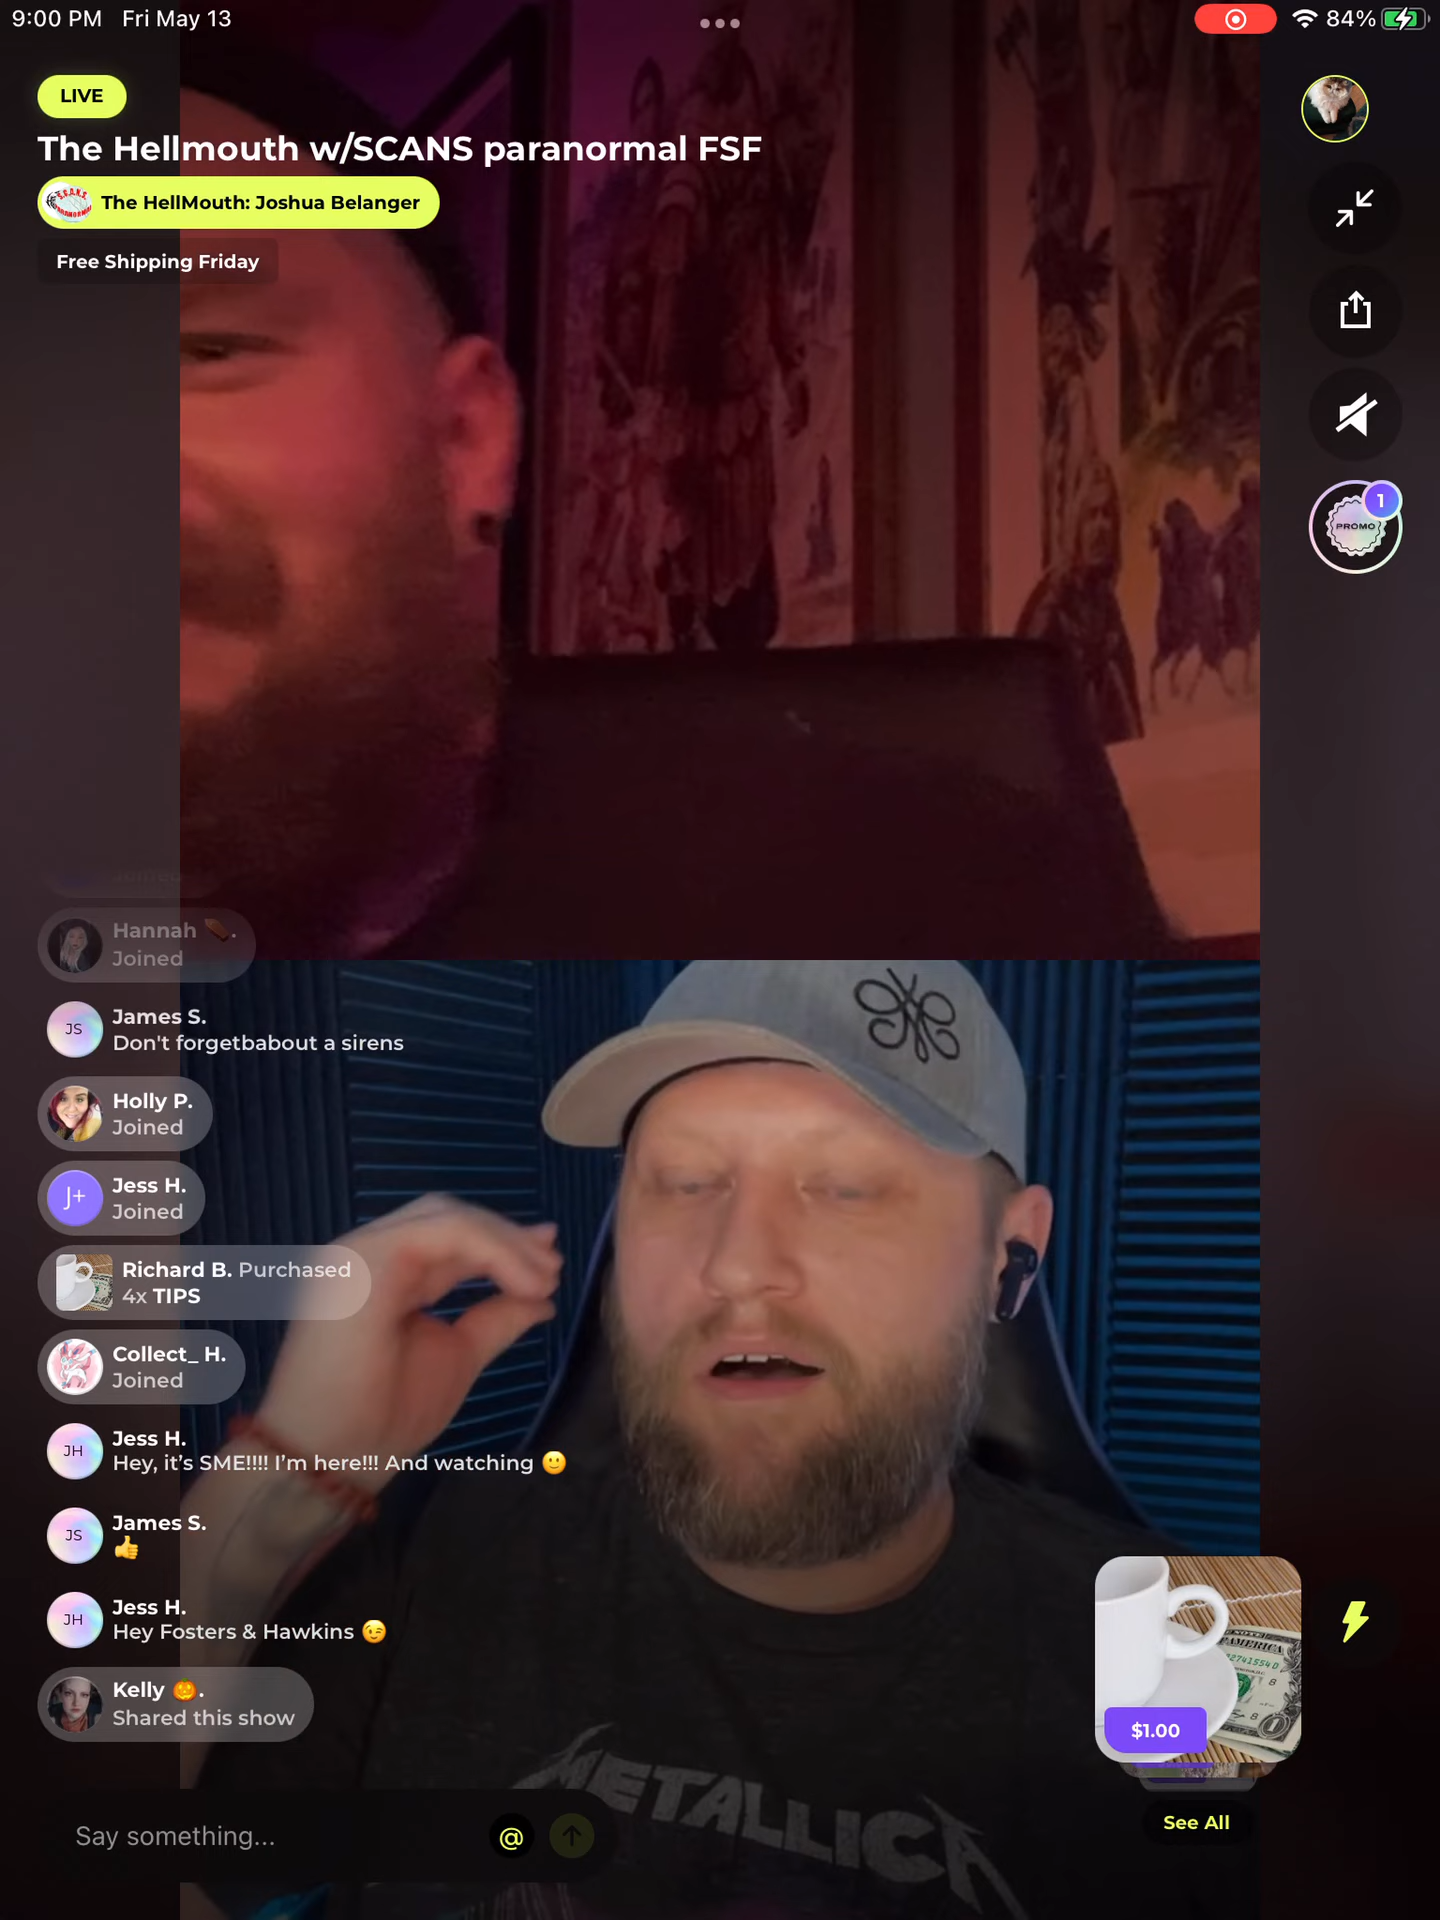 9:00 PM Fri May 13
84%
LIVE
The Hellmouth w/SCANS paranormal FSF
The HellMouth: Joshua Belanger
Free Shipping Friday
PROMO
1
Joined
Hannah
Joined
JS
James S.
Don't forgetbabout a sirens
Holly P.
Joined
J+
Jess H.
Joined
Richard B. Purchased
4x TIPS
Collect_ H.
Joined
JH
Jess H.
Hey, it's SME!!!! I'm here!!! And watching 🙂
JS
James S.
👍
JH
Jess H.
Hey Fosters & Hawkins 😉
Kelly 🎃.
Shared this show
AMERICA
$1.00
METALLICA
Say something...
@
See All